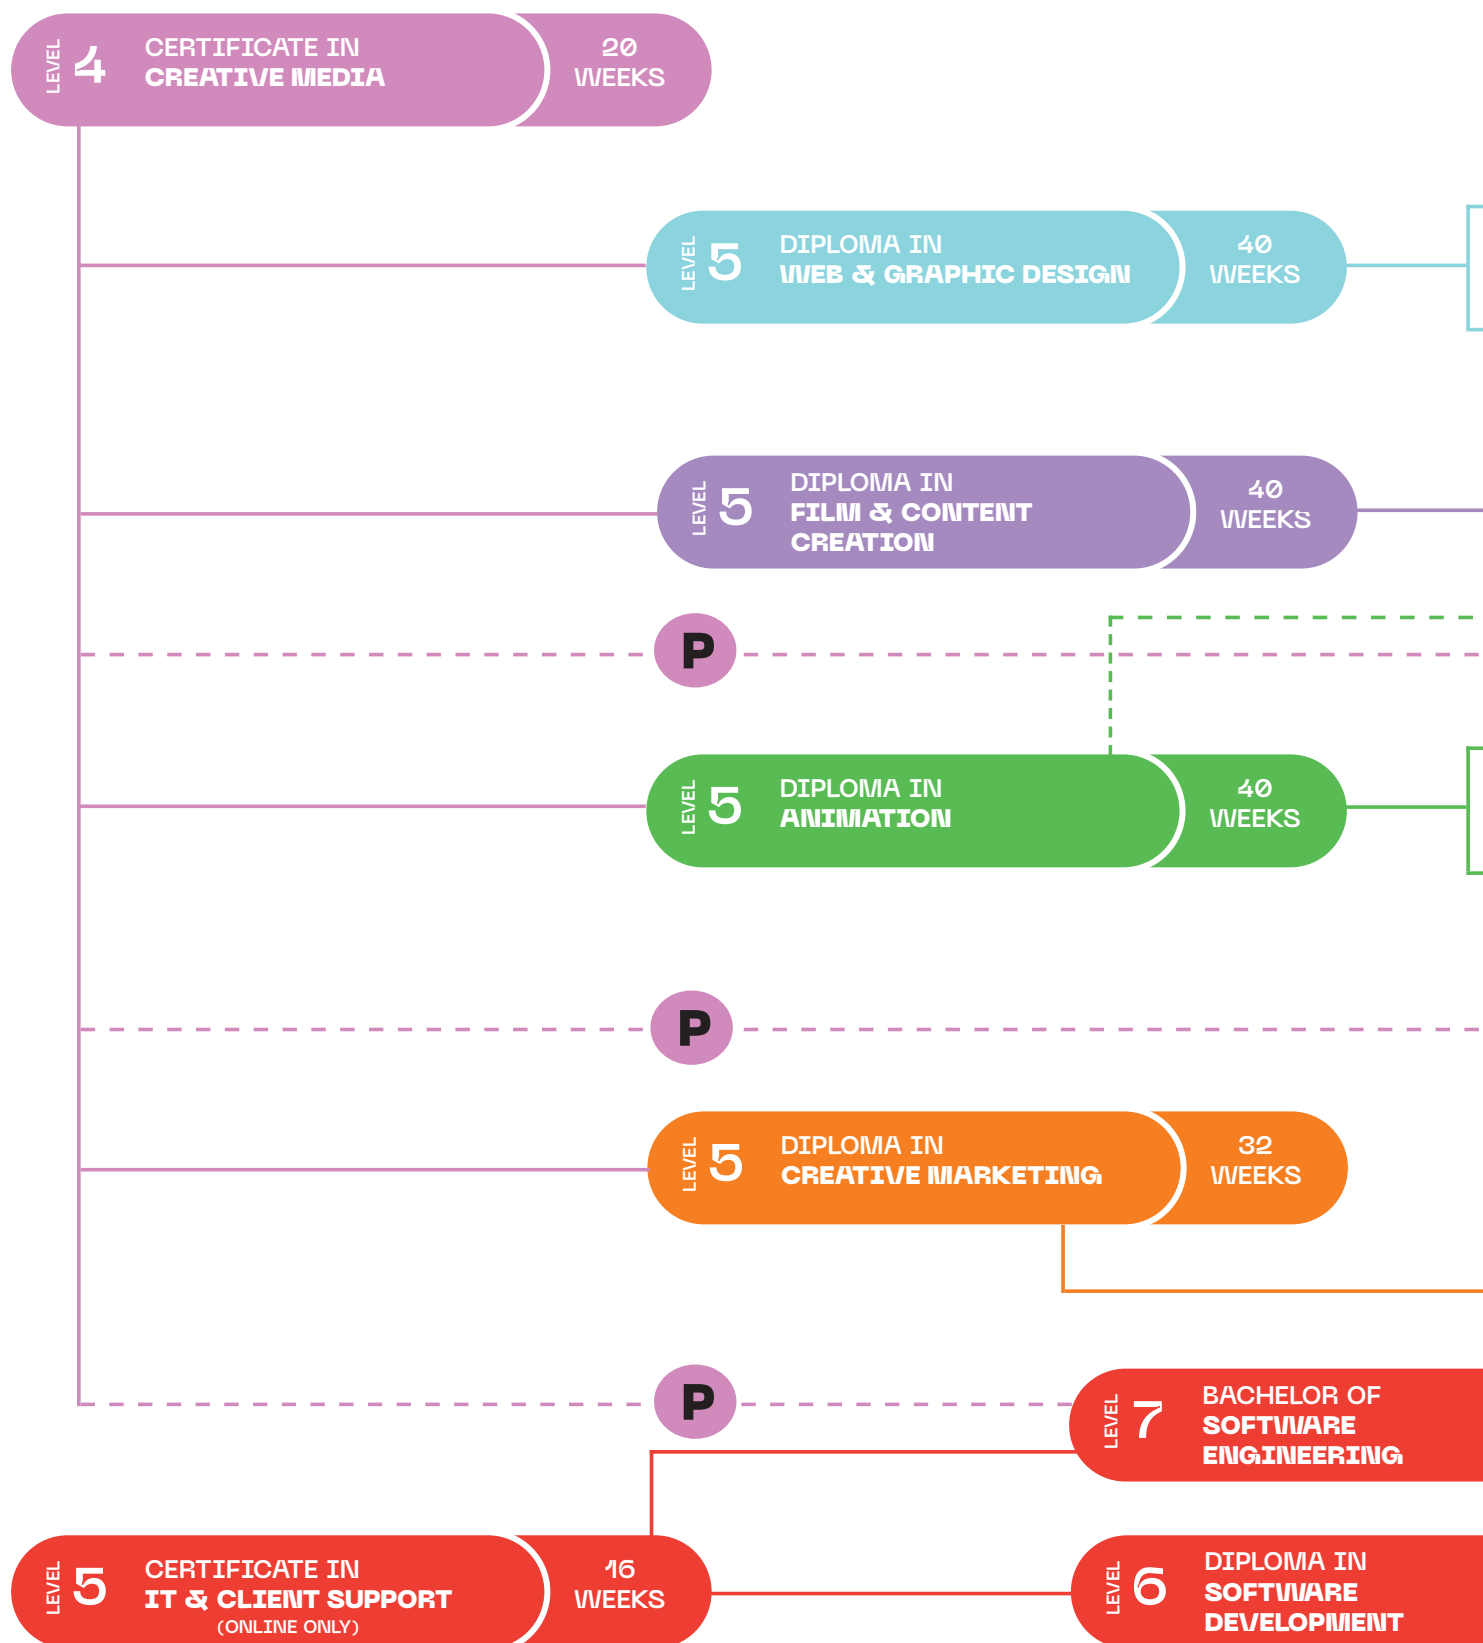 LEVEL 4
CERTIFICATE IN
CREATIVE MEDIA
20
WEEKS
LEVEL 5
DIPLOMA IN
WEB & GRAPHIC DESIGN
40
WEEKS
LEVEL 5
DIPLOMA IN
FILM & CONTENT
CREATION
40
WEEKS
P
LEVEL 5
DIPLOMA IN
ANIMATION
40
WEEKS
P
LEVEL 5
DIPLOMA IN
CREATIVE MARKETING
32
WEEKS
P
LEVEL 7
BACHELOR OF
SOFTWARE
ENGINEERING
LEVEL 5
CERTIFICATE IN
IT & CLIENT SUPPORT
(ONLINE ONLY)
16
WEEKS
LEVEL 6
DIPLOMA IN
SOFTWARE
DEVELOPMENT